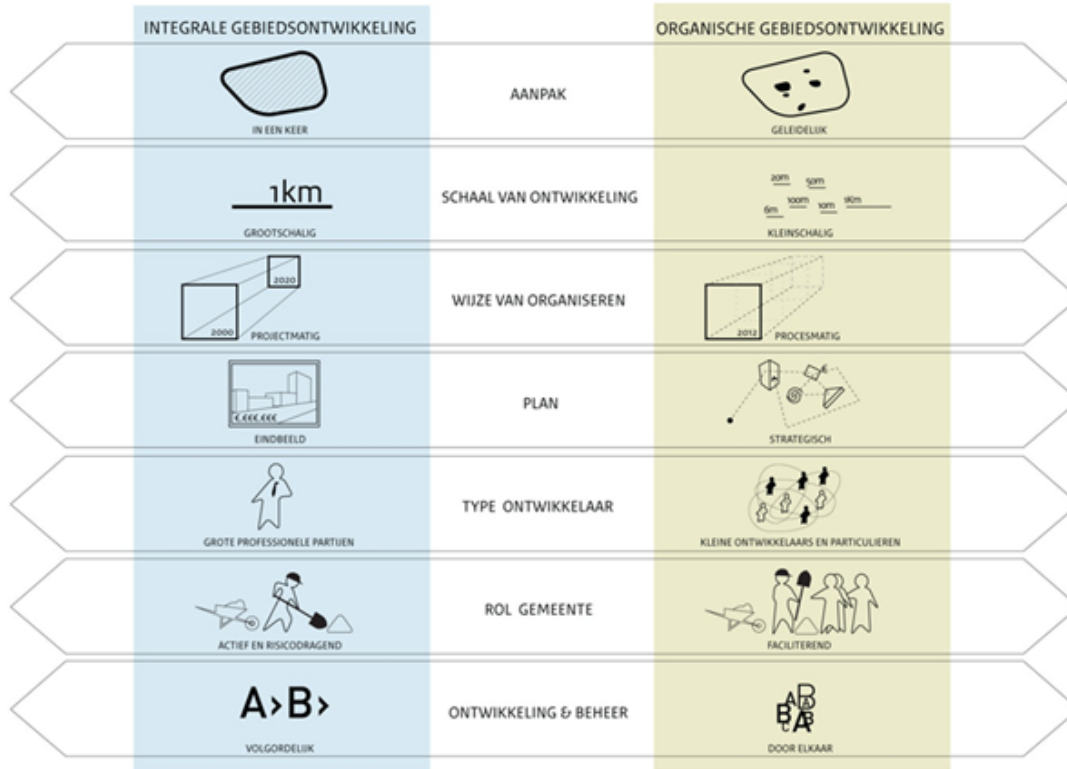 INTEGRALE GEBIEDSONTWIKKELING
ORGANISCHE GEBIEDSONTWIKKELING
IN EEN KEER
AANPAK
GELEIDELIJK
1km
GROOTSCHALIG
SCHAAL VAN ONTWIKKELING
20m 50m
6m 100m 10m 1Km
KLEINSCHALIG
2020
2000
PROJECTMATIG
WIJZE VAN ORGANISEREN
2012
PROCESMATIG
€.€€€.€€€
EINDBEELD
PLAN
€
STRATEGISCH
GROTE PROFESSIONELE PARTIJEN
TYPE ONTWIKKELAAR
KLEINE ONTWIKKELAARS EN PARTICULIEREN
ACTIEF EN RISICODRAGEND
ROL GEMEENTE
FACILITEREND
A>B>
VOLGORDELIJK
ONTWIKKELING & BEHEER
A B A
B C A B
DOOR ELKAAR